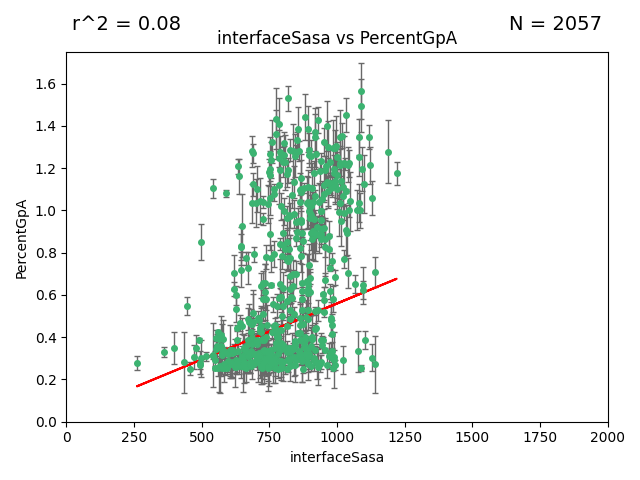 r^2 = 0.08
N = 2057
interfaceSasa vs PercentGpA
PercentGpA
1.6
1.4
1.2
1.0
0.8
0.6
0.4
0.2
0.0
0 250 500 750 1000 1250 1500 1750 2000
interfaceSasa